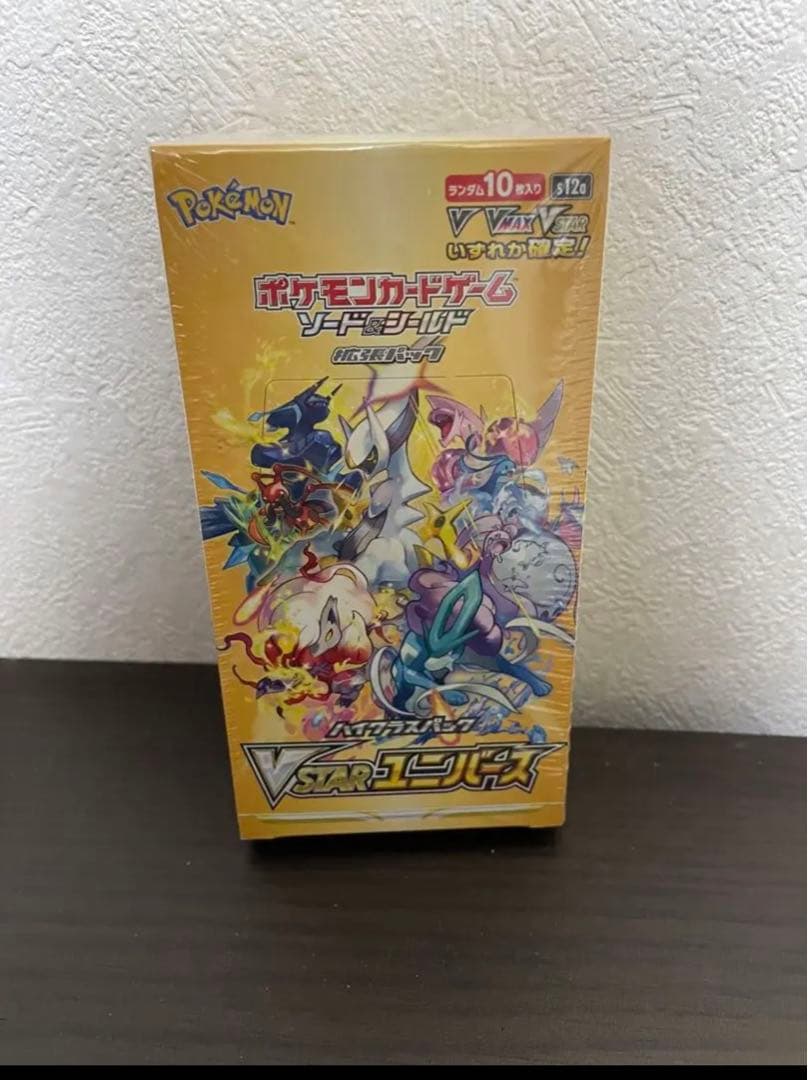 POKéMON
ランダム10枚入り s12a
V VMAX VSTAR
いずれか確定!
ポケモンカードゲーム
ソード&シールド
拡張パック
ハイクラスパック
VSTARユニバース